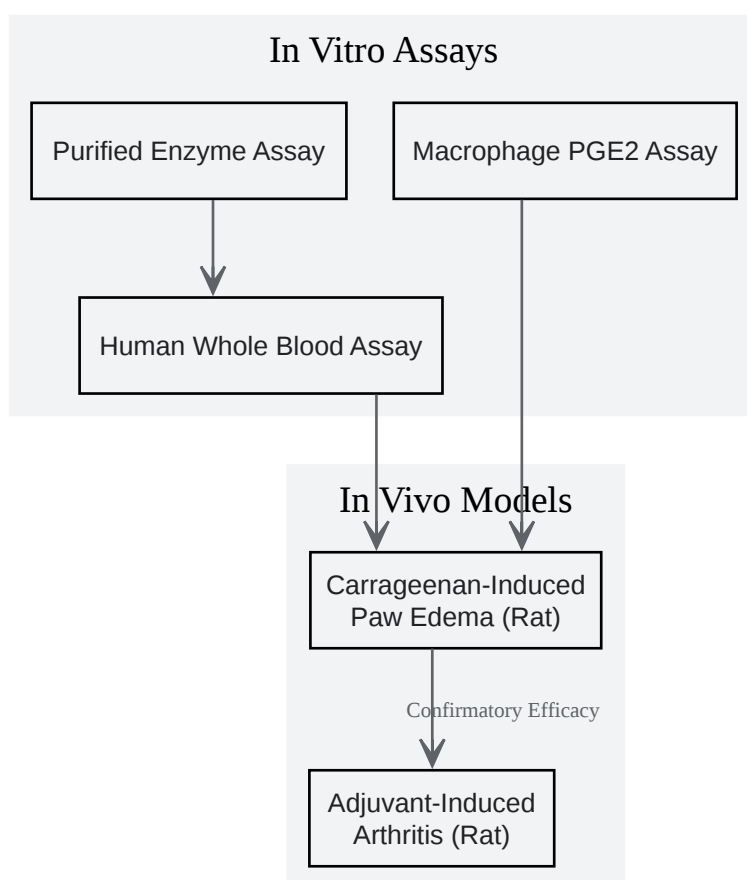 In Vitro Assays
Purified Enzyme Assay
Macrophage PGE2 Assay
Human Whole Blood Assay
In Vivo Models
Carrageenan-Induced
Paw Edema (Rat)
Confirmatory Efficacy
Adjuvant-Induced
Arthritis (Rat)